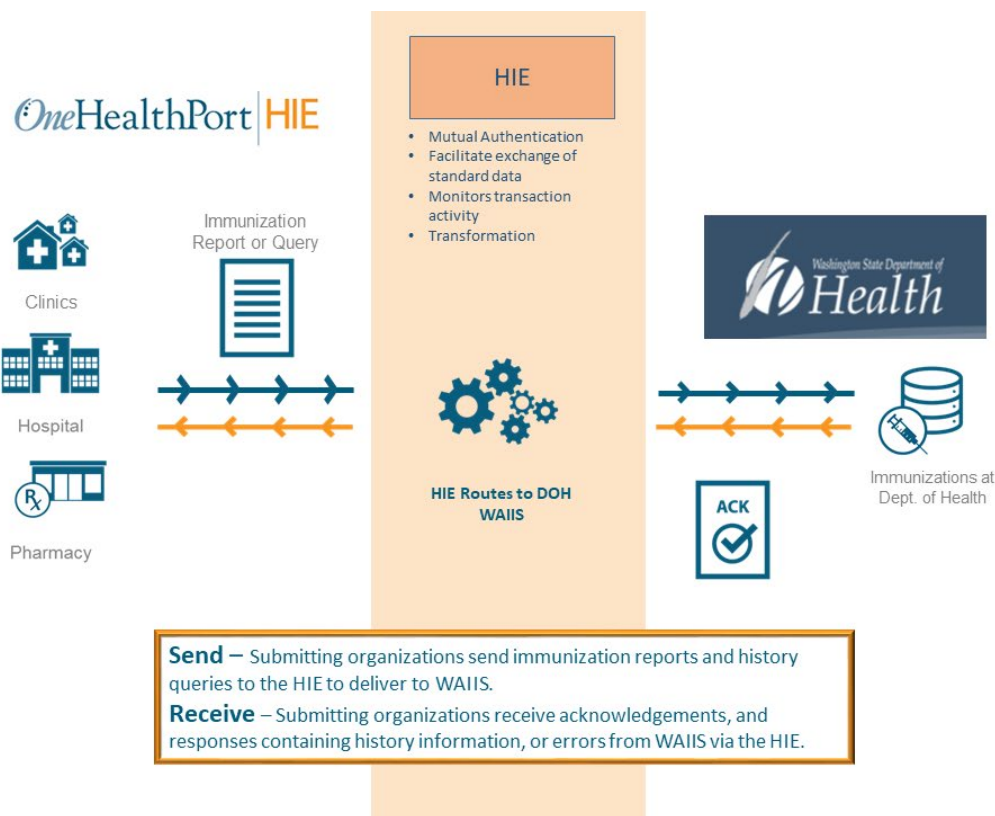 OneHealthPort HIE
Clinics
Hospital
Rx
Pharmacy
Immunization
Report or Query
HIE
• Mutual Authentication
• Facilitate exchange of
standard data
• Monitors transaction
activity
• Transformation
HIE Routes to DOH
WAIIS
Washington State Department of
Health
ACK
Immunizations at
Dept. of Health
Send – Submitting organizations send immunization reports and history
queries to the HIE to deliver to WAIIS.
Receive – Submitting organizations receive acknowledgements, and
responses containing history information, or errors from WAIIS via the HIE.